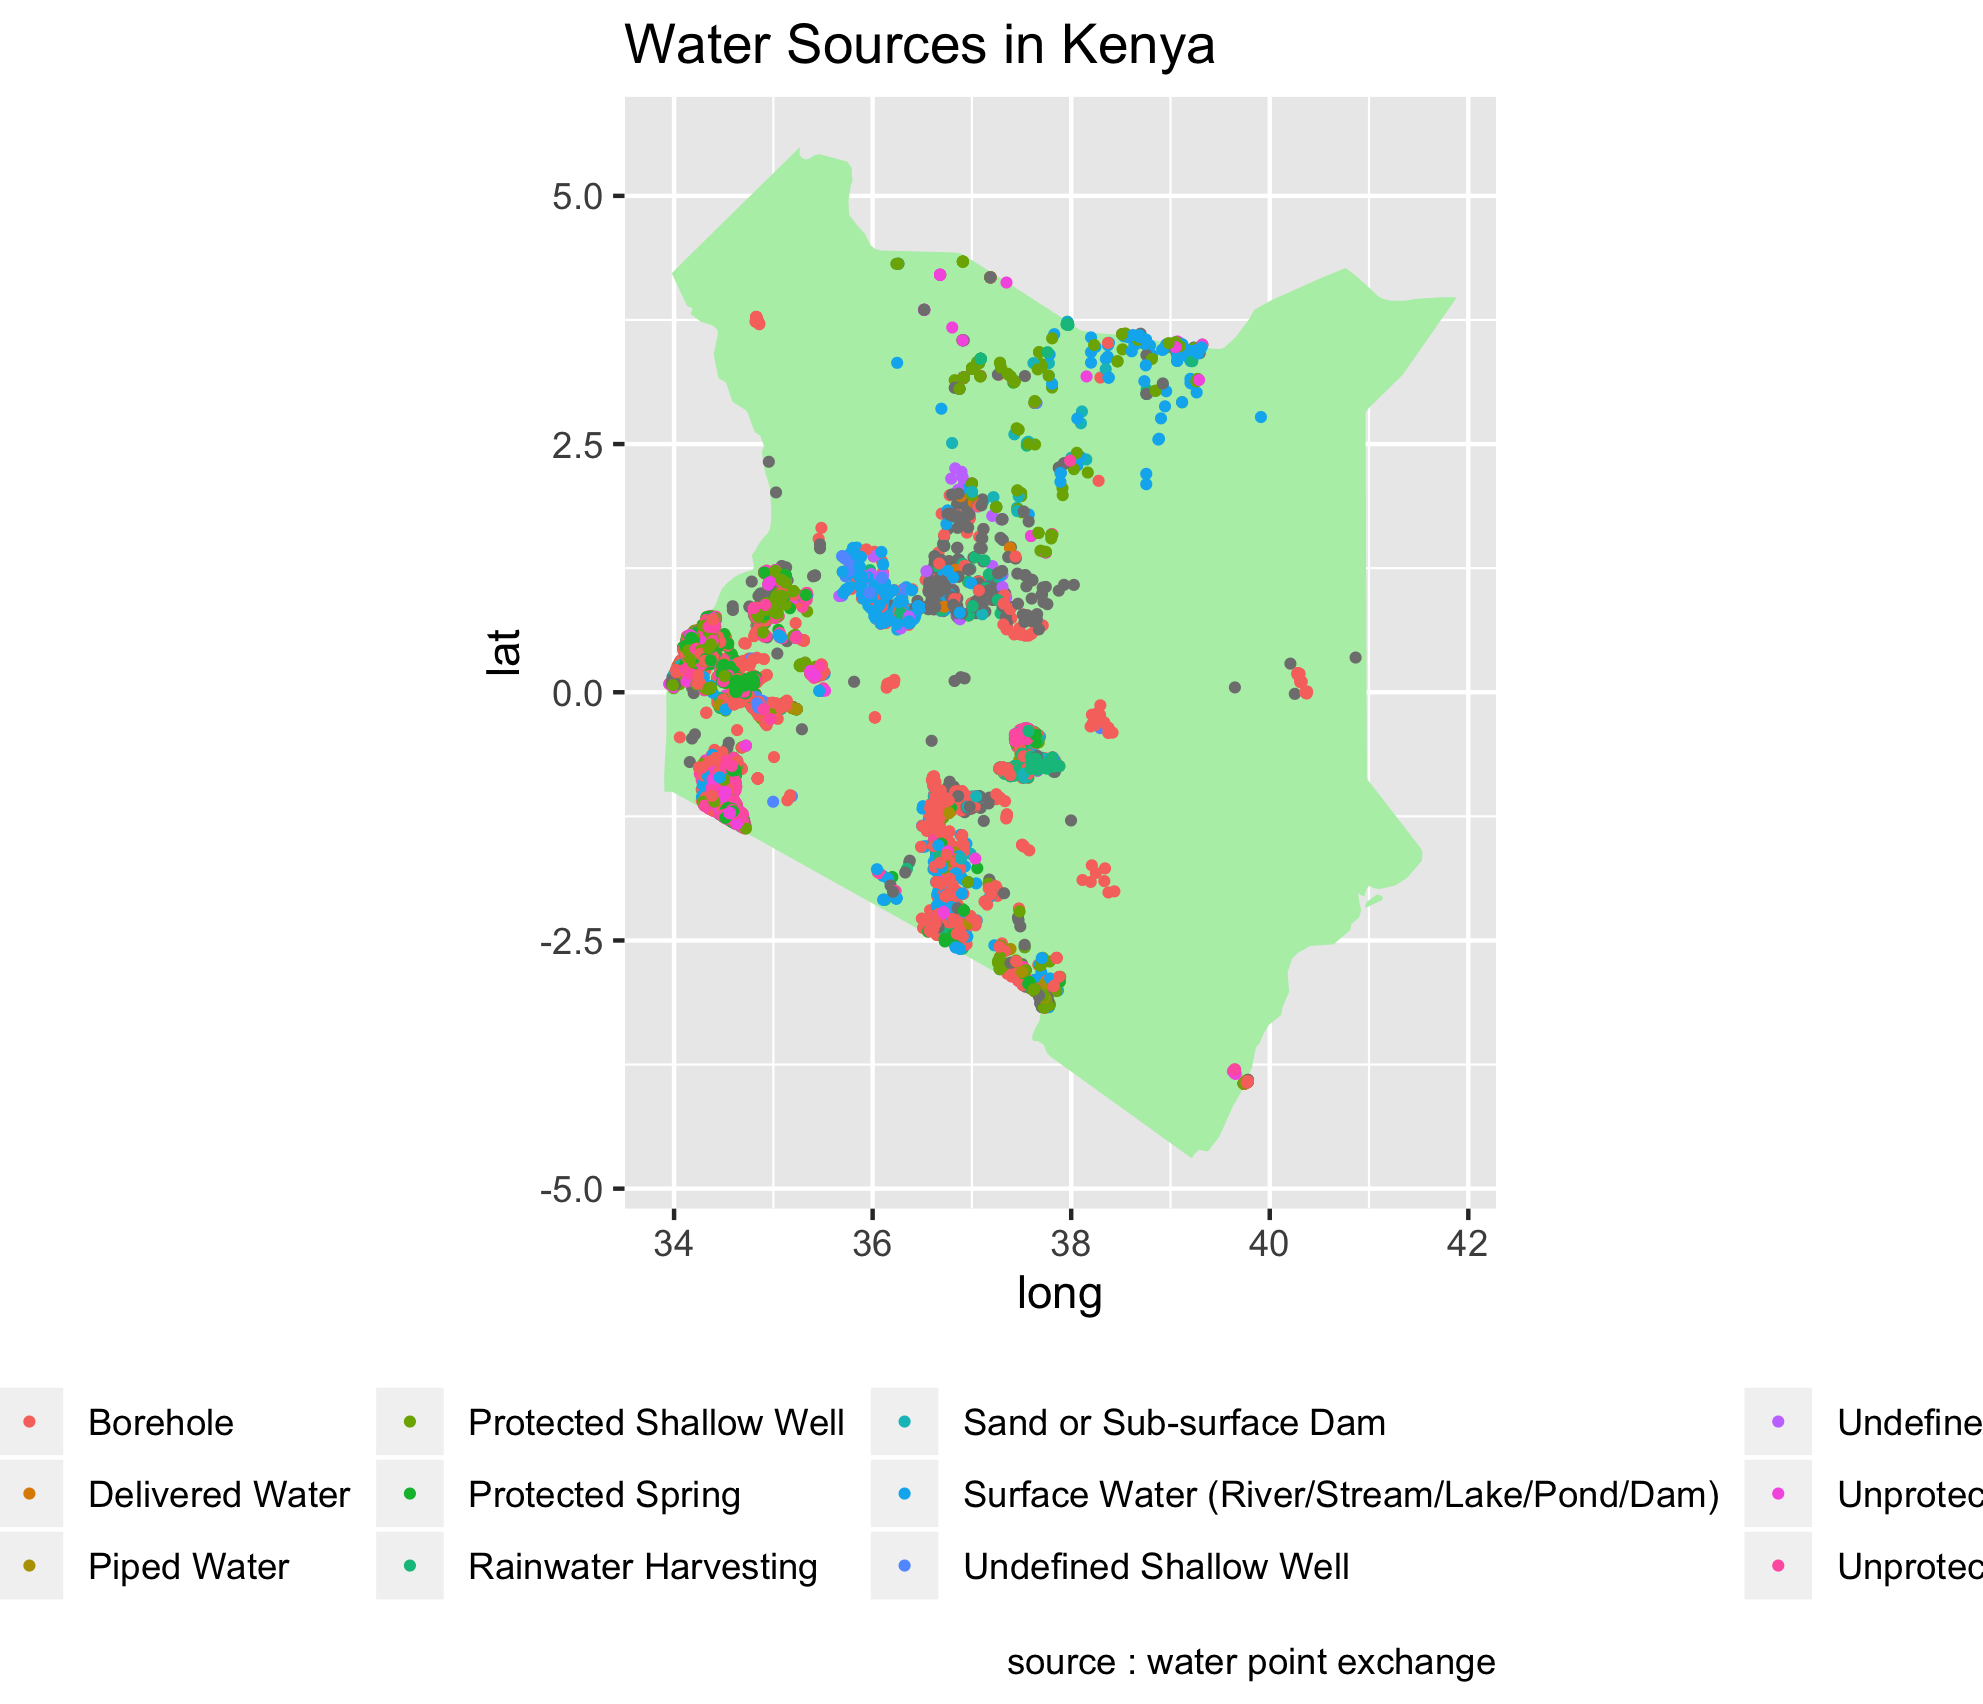 Water Sources in Kenya
5.0
2.5
0.0
-2.5
-5.0
lat
34 36 38 40 42
long
Borehole Protected Shallow Well Sand or Sub-surface Dam Undefine
Delivered Water Protected Spring Surface Water (River/Stream/Lake/Pond/Dam) Unprotec
Piped Water Rainwater Harvesting Undefined Shallow Well Unprotec
source : water point exchange